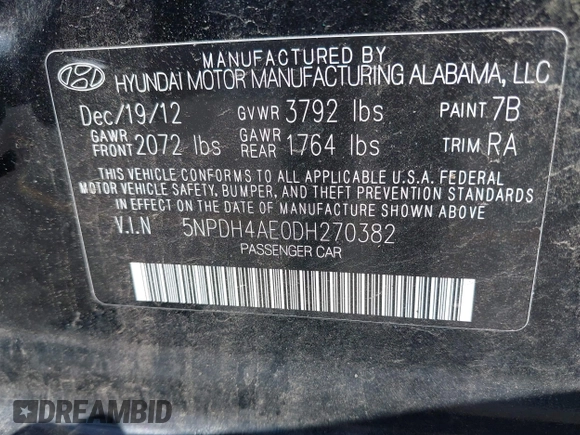 MANUFACTURED BY
HYUNDAI MOTOR MANUFACTURING ALABAMA, LLC
Dec/19/12 GVWR 3792 lbs PAINT 7B
GAWR FRONT 2072 lbs GAWR REAR 1764 lbs TRIM RA
THIS VEHICLE CONFORMS TO ALL APPLICABLE U.S.A. FEDERAL
MOTOR VEHICLE SAFETY, BUMPER, AND THEFT PREVENTION STANDARDS
IN EFFECT ON THE DATE OF MANUFACTURE SHOWN ABOVE.
V.I.N 5NPDH4AE0DH270382
PASSENGER CAR
DREAMBID